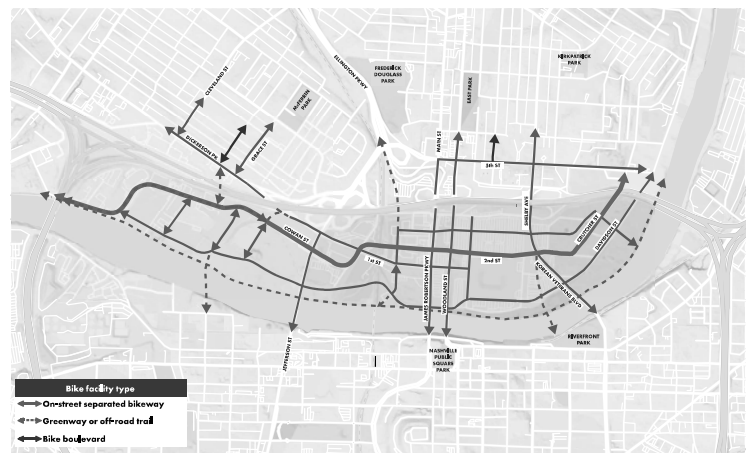 ELLINGTON PKWY
FREDERICK
DOUGLASS
PARK
KIRKPATRICK
PARK
CLEVELAND ST
McFERRIN
PARK
EAST PARK
DICKERSON PK
GRACE ST
MAIN ST
5th ST
SHELBY AVE
COWAN ST
1st ST
2nd ST
CRUTCHER ST
DAVIDSON ST
JAMES ROBERTSON PKWY
WOODLAND ST
KOREAN VETERANS BLVD
JEFFERSON ST
RIVERFRONT
PARK
NASHVILLE
PUBLIC
SQUARE
PARK
Bike facility type
On-street separated bikeway
Greenway or off-road trail
Bike boulevard